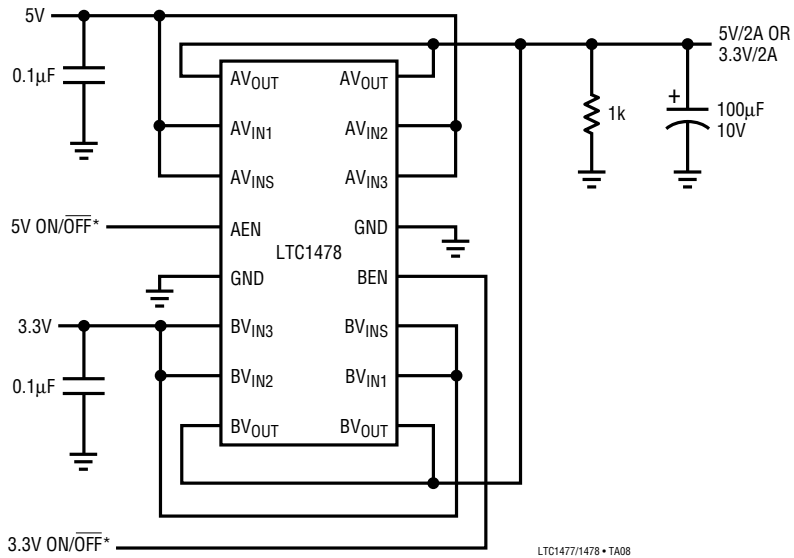 5V
5V/2A OR
3.3V/2A
0.1µF
AVOUT
AVOUT
1k
+
100µF
10V
AVIN1
AVIN2
AVINS
AVIN3
5V ON/OFF*
AEN
GND
LTC1478
GND
BEN
3.3V
BVIN3
BVINS
0.1µF
BVIN2
BVIN1
BVOUT
BVOUT
3.3V ON/OFF*
LTC1477/1478 • TA08